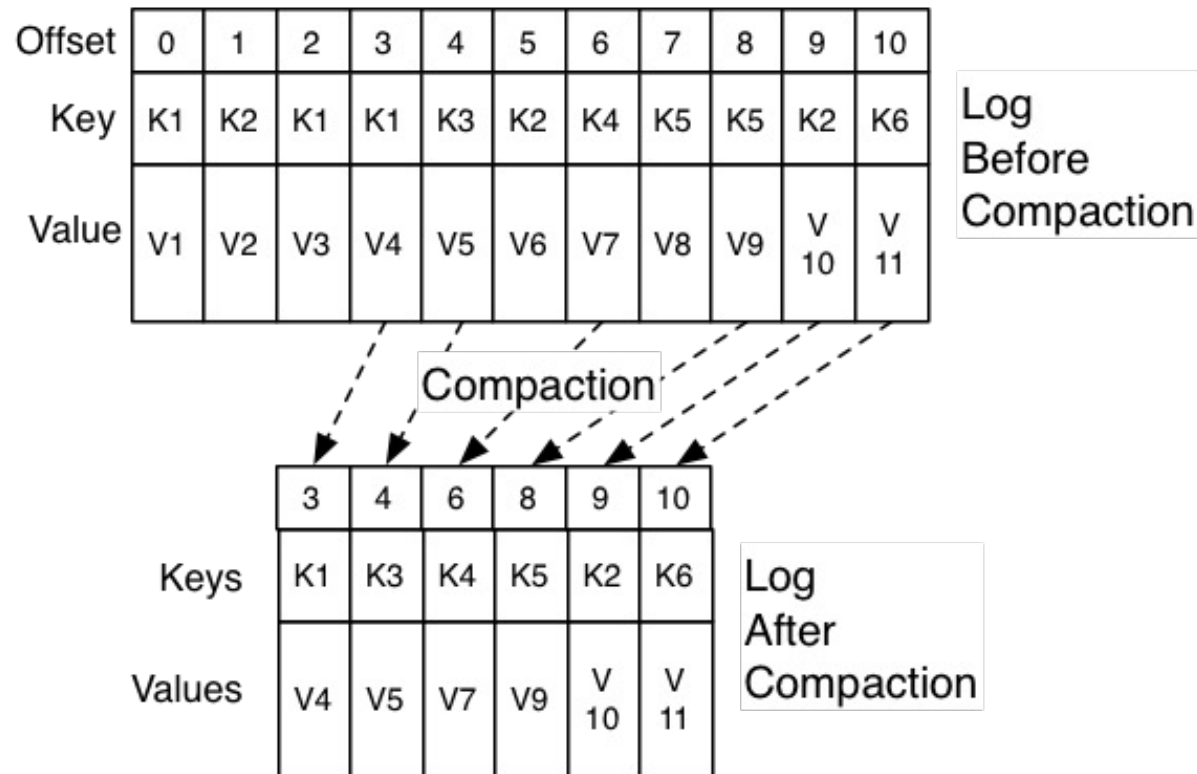 Offset 0 1 2 3 4 5 6 7 8 9 10
Key K1 K2 K1 K1 K3 K2 K4 K5 K5 K2 K6
Value V1 V2 V3 V4 V5 V6 V7 V8 V9 V 10 V 11
Log
Before
Compaction
Compaction
3 4 6 8 9 10
Keys K1 K3 K4 K5 K2 K6
Values V4 V5 V7 V9 V 10 V 11
Log
After
Compaction